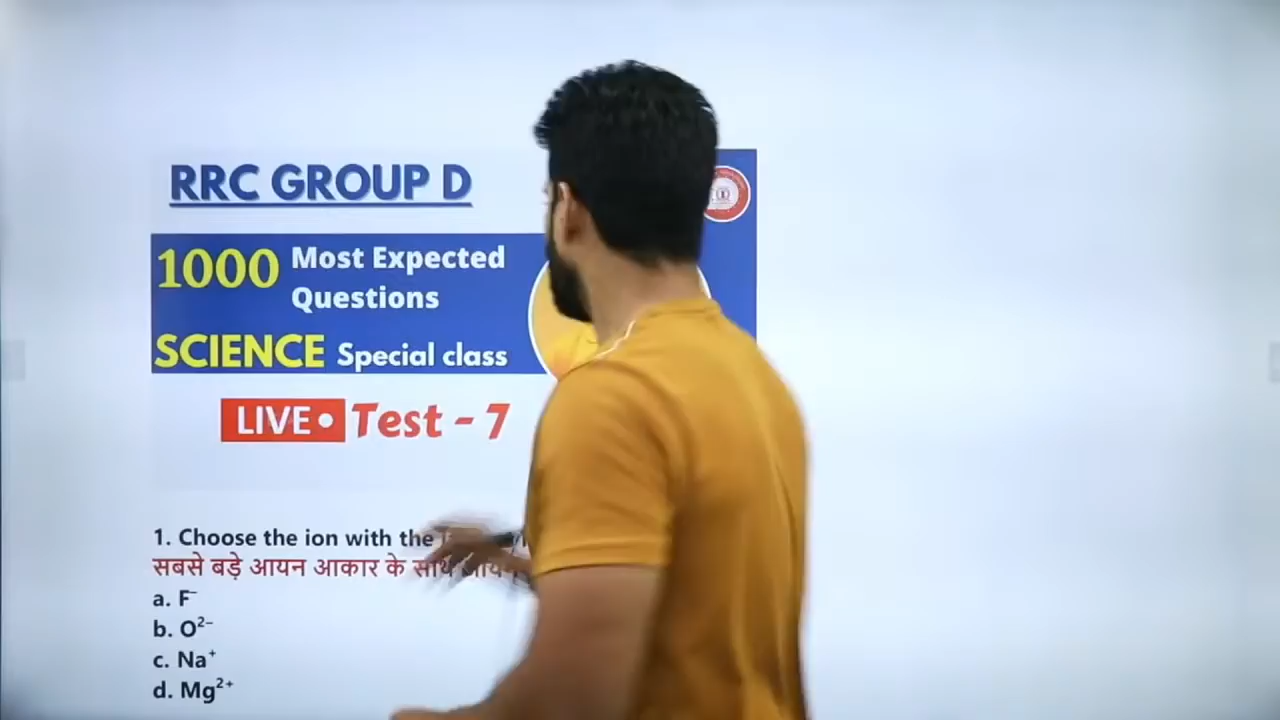 RRC GROUP D
1000 Most Expected
Questions
SCIENCE Special class
LIVE Test - 7
1. Choose the ion with the
सबसे बड़े आयन आकार के साथ
a. F⁻
b. O²⁻
c. Na⁺
d. Mg²⁺